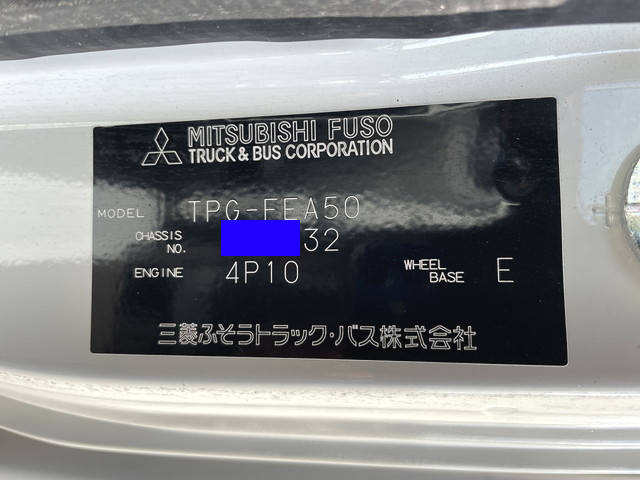 MITSUBISHI FUSO
TRUCK & BUS CORPORATION
MODEL TPG-FEA50
CHASSIS NO. 32
ENGINE 4P10 WHEEL BASE E
三菱ふそうトラック・バス株式会社